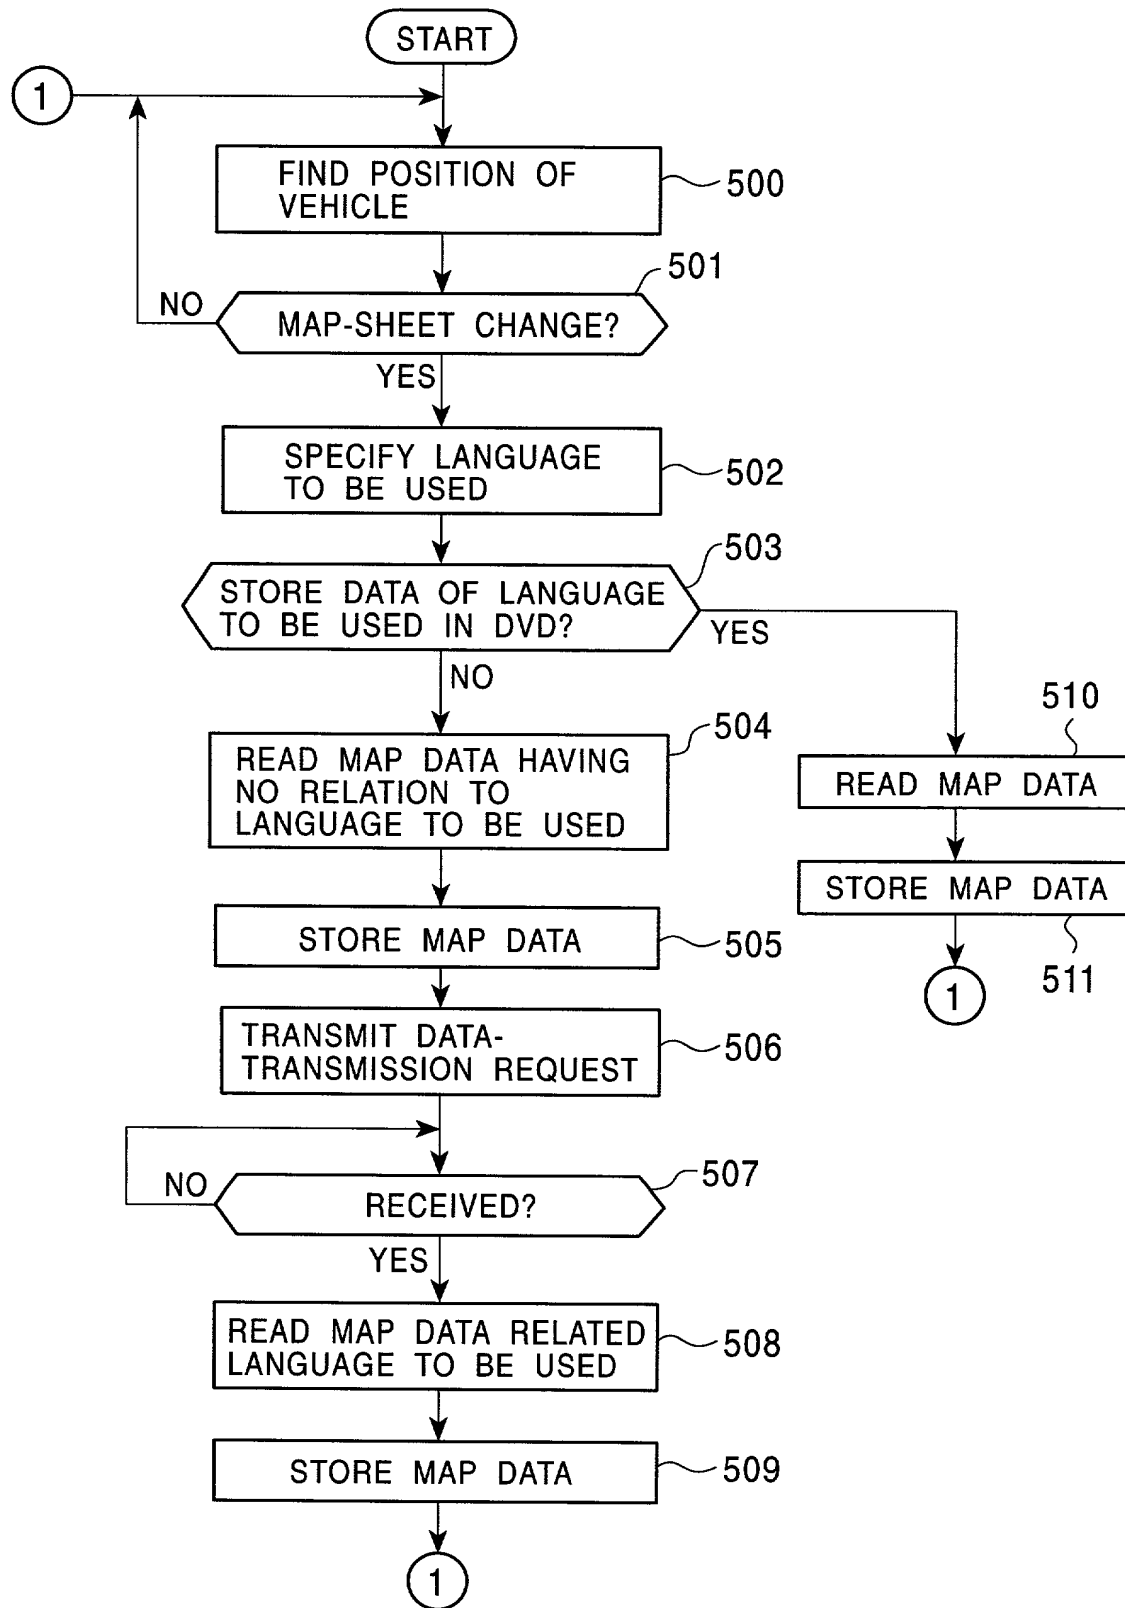 START
1
FIND POSITION OF
VEHICLE
500
501
NO
MAP-SHEET CHANGE?
YES
SPECIFY LANGUAGE
TO BE USED
502
503
STORE DATA OF LANGUAGE
TO BE USED IN DVD?
YES
NO
504
READ MAP DATA HAVING
NO RELATION TO
LANGUAGE TO BE USED
510
READ MAP DATA
STORE MAP DATA
511
1
STORE MAP DATA
505
TRANSMIT DATA-
TRANSMISSION REQUEST
506
507
NO
RECEIVED?
YES
READ MAP DATA RELATED
LANGUAGE TO BE USED
508
STORE MAP DATA
509
1